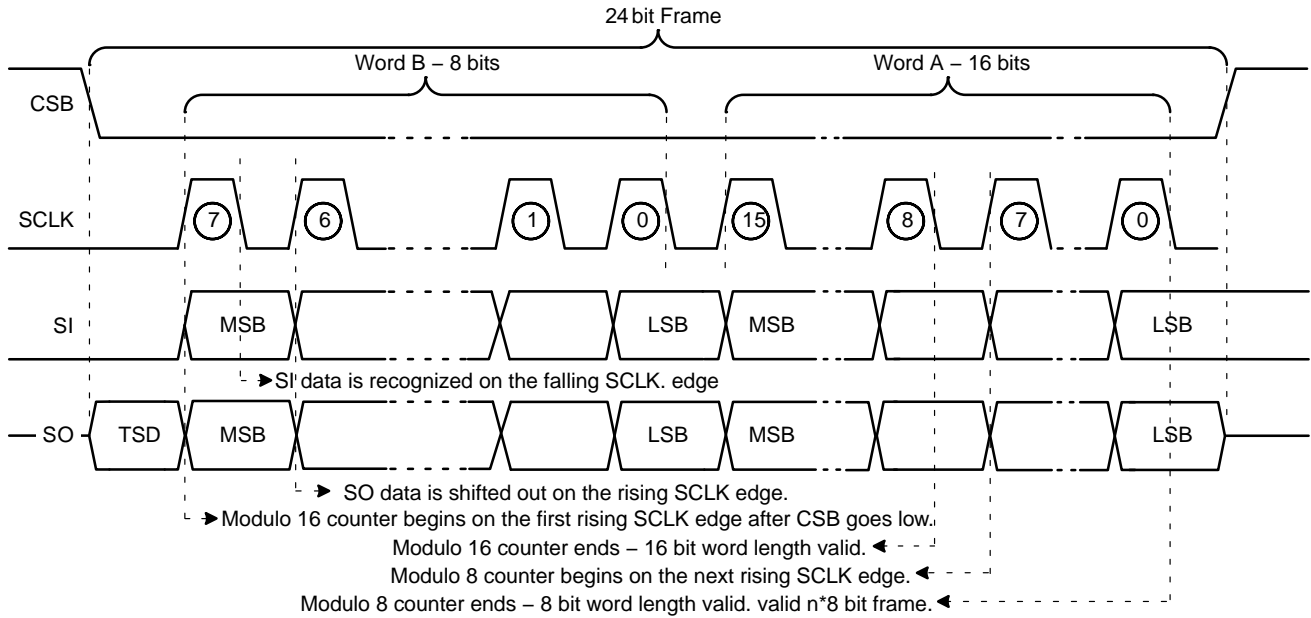 24 bit Frame
Word B – 8 bits
Word A – 16 bits
CSB
SCLK
7
6
1
0
15
8
7
0
SI
MSB
LSB
MSB
LSB
SI data is recognized on the falling SCLK. edge
SO
TSD
MSB
LSB
MSB
LSB
SO data is shifted out on the rising SCLK edge.
Modulo 16 counter begins on the first rising SCLK edge after CSB goes low.
Modulo 16 counter ends – 16 bit word length valid.
Modulo 8 counter begins on the next rising SCLK edge.
Modulo 8 counter ends – 8 bit word length valid. valid n*8 bit frame.